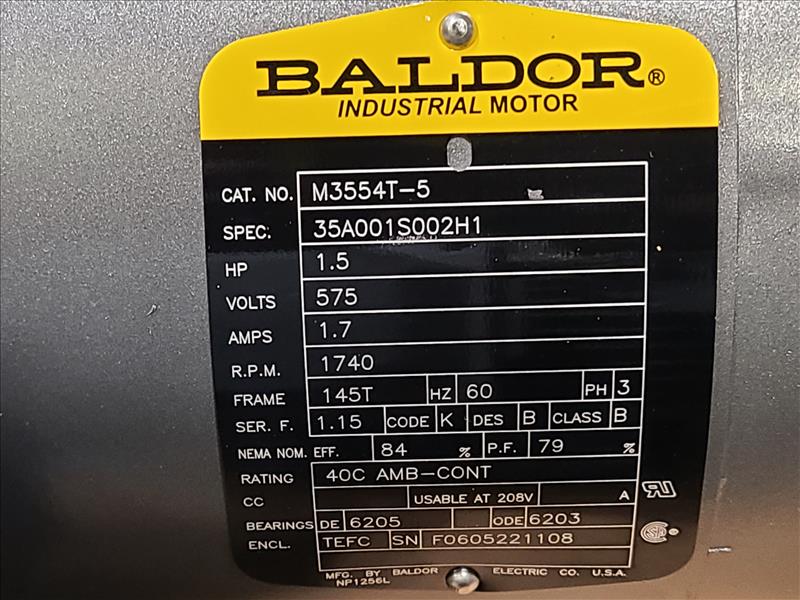 BALDOR®
INDUSTRIAL MOTOR
CAT. NO. M3554T-5
SPEC. 35A001S002H1
HP 1.5
VOLTS 575
AMPS 1.7
R.P.M. 1740
FRAME 145T HZ 60 PH 3
SER. F. 1.15 CODE K DES B CLASS B
NEMA NOM. EFF. 84 % P.F. 79 %
RATING 40C AMB-CONT
CC USABLE AT 208V A
BEARINGS DE 6205 ODE 6203
ENCL. TEFC SN F0605221108
MFG. BY BALDOR ELECTRIC CO. U.S.A.
NP1256L